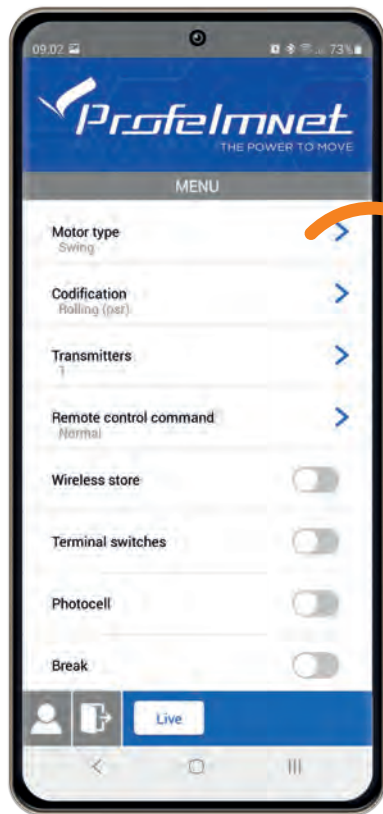 09:02 73%
Profelmnet
THE POWER TO MOVE
MENU
Motor type
Swing
Codification
Rolling (psr)
Transmitters
1
Remote control command
Normal
Wireless store
Terminal switches
Photocell
Break
Live